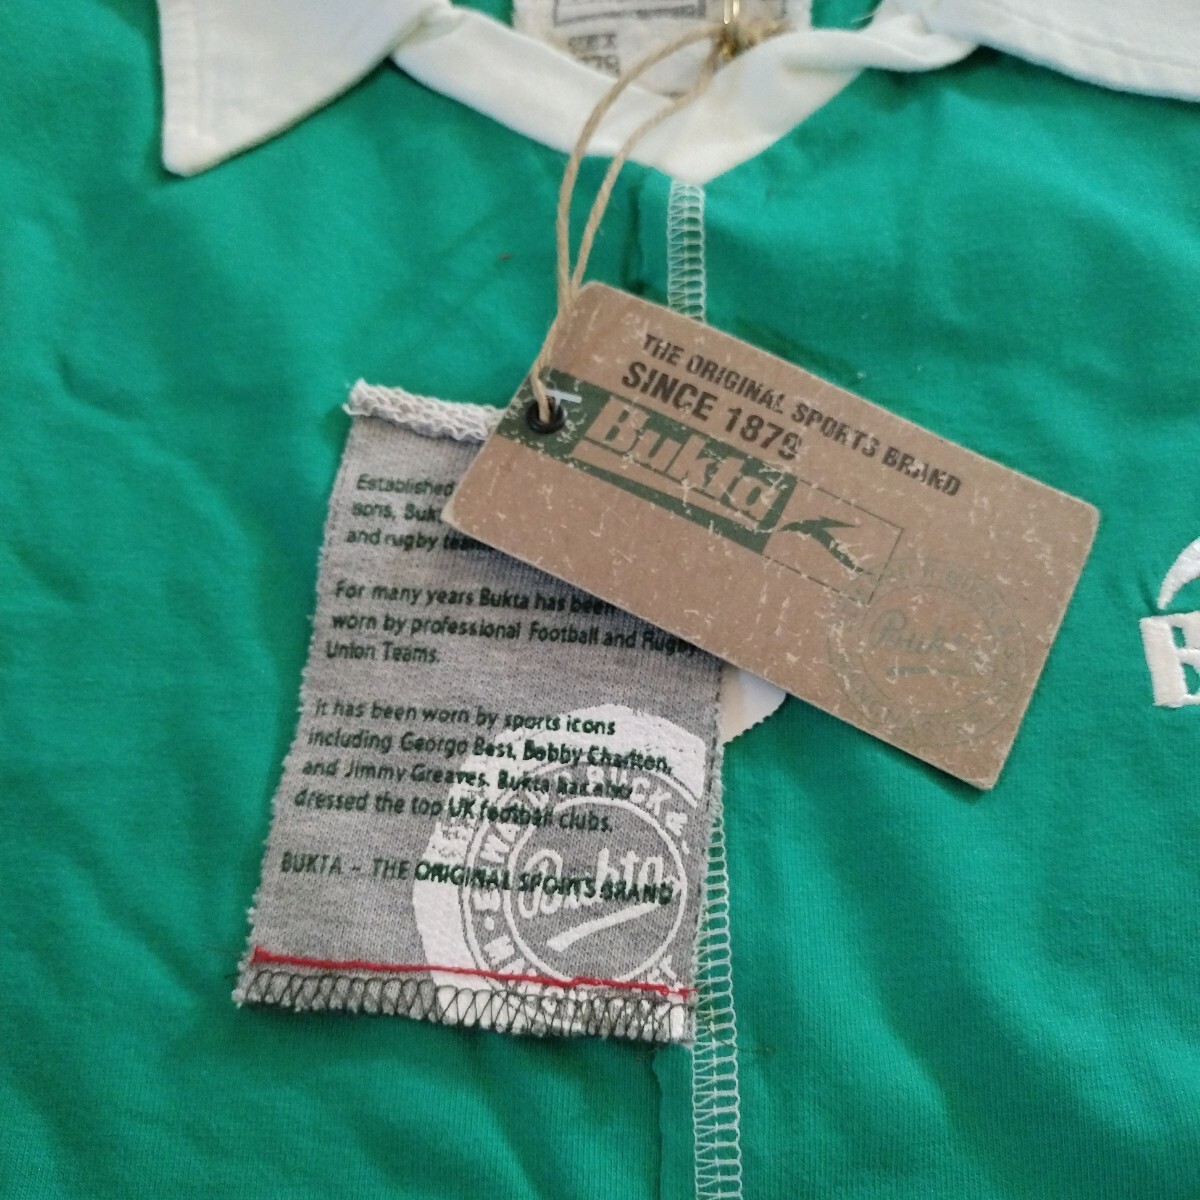 THE ORIGINAL SPORTS BRAND
SINCE 1879
Bukta
Bukta
Established
sons, Bukt
and rugby team
For many years Bukta has been
worn by professional Football and Rugby
Union Teams.
It has been worn by sports icons
including George Best, Bobby Charlton,
and Jimmy Greaves. Bukta has also
dressed the top UK football clubs.
BUKTA - THE ORIGINAL SPORTS BRAND
Bukta